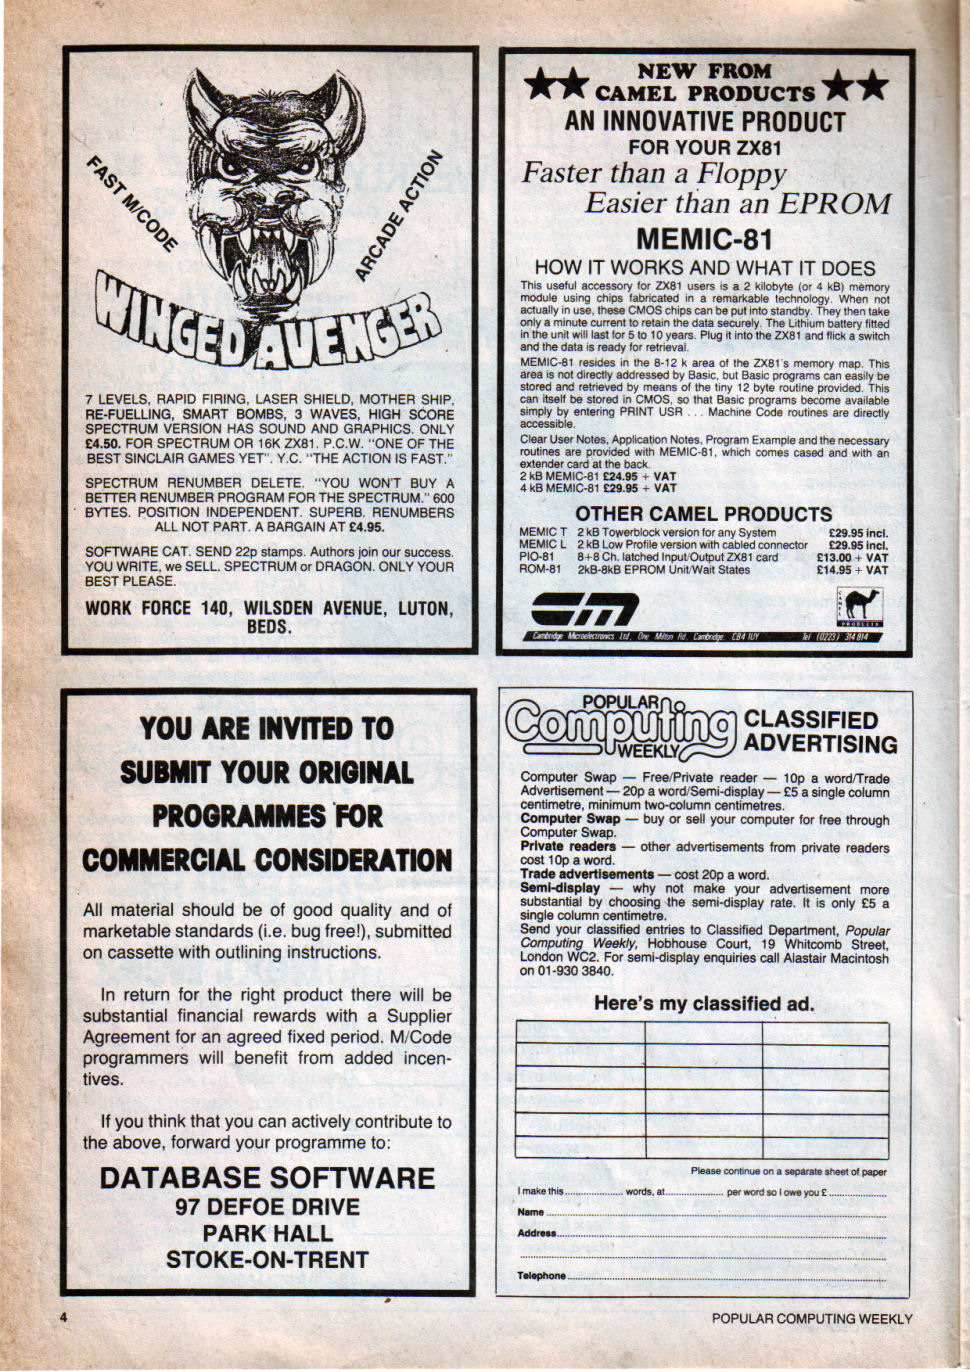 FAST M/CODE
ARCADE ACTION
WINGED AVENGER
7 LEVELS, RAPID FIRING, LASER SHIELD, MOTHER SHIP,
RE-FUELLING, SMART BOMBS, 3 WAVES, HIGH SCORE
SPECTRUM VERSION HAS SOUND AND GRAPHICS. ONLY
£4.50. FOR SPECTRUM OR 16K ZX81. P.C.W. "ONE OF THE
BEST SINCLAIR GAMES YET". Y.C. "THE ACTION IS FAST."
SPECTRUM RENUMBER DELETE. "YOU WON'T BUY A
BETTER RENUMBER PROGRAM FOR THE SPECTRUM." 600
BYTES. POSITION INDEPENDENT. SUPERB. RENUMBERS
ALL NOT PART. A BARGAIN AT £4.95.
SOFTWARE CAT. SEND 22p stamps. Authors join our success.
YOU WRITE, we SELL. SPECTRUM or DRAGON. ONLY YOUR
BEST PLEASE.
WORK FORCE 140, WILSDEN AVENUE, LUTON,
BEDS.
NEW FROM
CAMEL PRODUCTS
AN INNOVATIVE PRODUCT
FOR YOUR ZX81
Faster than a Floppy
Easier than an EPROM
MEMIC-81
HOW IT WORKS AND WHAT IT DOES
This useful accessory for ZX81 users is a 2 kilobyte (or 4 kB) memory
module using chips fabricated in a remarkable technology. When not
actually in use, these CMOS chips can be put into standby. They then take
only a minute current to retain the data securely. The Lithium battery fitted
in the unit will last for 5 to 10 years. Plug it into the ZX81 and flick a switch
and the data is ready for retrieval.
MEMIC-81 resides in the 8-12 k area of the ZX81's memory map. This
area is not directly addressed by Basic, but Basic programs can easily be
stored and retrieved by means of the tiny 12 byte routine provided. This
can itself be stored in CMOS, so that Basic programs become available
simply by entering PRINT USR . . . Machine Code routines are directly
accessible.
Clear User Notes, Application Notes, Program Example and the necessary
routines are provided with MEMIC-81, which comes cased and with an
extender card at the back.
2 kB MEMIC-81 £24.95 + VAT
4 kB MEMIC-81 £29.95 + VAT
OTHER CAMEL PRODUCTS
MEMIC T 2 kB Towerblock version for any System £29.95 incl.
MEMIC L 2 kB Low Profile version with cabled connector £29.95 incl.
PIO-81 8+8 Ch. latched Input/Output ZX81 card £13.00 + VAT
ROM-81 2kB-8kB EPROM Unit/Wait States £14.95 + VAT
cm
CAMEL
PRODUCTS
Cambridge Microelectronics Ltd., One Milton Rd., Cambridge. CB4 1UY Tel (0223) 314 814
YOU ARE INVITED TO
SUBMIT YOUR ORIGINAL
PROGRAMMES FOR
COMMERCIAL CONSIDERATION
All material should be of good quality and of
marketable standards (i.e. bug free!), submitted
on cassette with outlining instructions.
In return for the right product there will be
substantial financial rewards with a Supplier
Agreement for an agreed fixed period. M/Code
programmers will benefit from added incen-
tives.
If you think that you can actively contribute to
the above, forward your programme to:
DATABASE SOFTWARE
97 DEFOE DRIVE
PARK HALL
STOKE-ON-TRENT
POPULAR
Computing
WEEKLY
CLASSIFIED
ADVERTISING
Computer Swap — Free/Private reader — 10p a word/Trade
Advertisement — 20p a word/Semi-display — £5 a single column
centimetre, minimum two-column centimetres.
Computer Swap — buy or sell your computer for free through
Computer Swap.
Private readers — other advertisements from private readers
cost 10p a word.
Trade advertisements — cost 20p a word.
Semi-display — why not make your advertisement more
substantial by choosing the semi-display rate. It is only £5 a
single column centimetre.
Send your classified entries to Classified Department, Popular
Computing Weekly, Hobhouse Court, 19 Whitcomb Street,
London WC2. For semi-display enquiries call Alastair Macintosh
on 01-930 3840.
Here's my classified ad.
Please continue on a separate sheet of paper
I make this .................... words, at .................... per word so I owe you £ ....................
Name
Address
Telephone
4
POPULAR COMPUTING WEEKLY